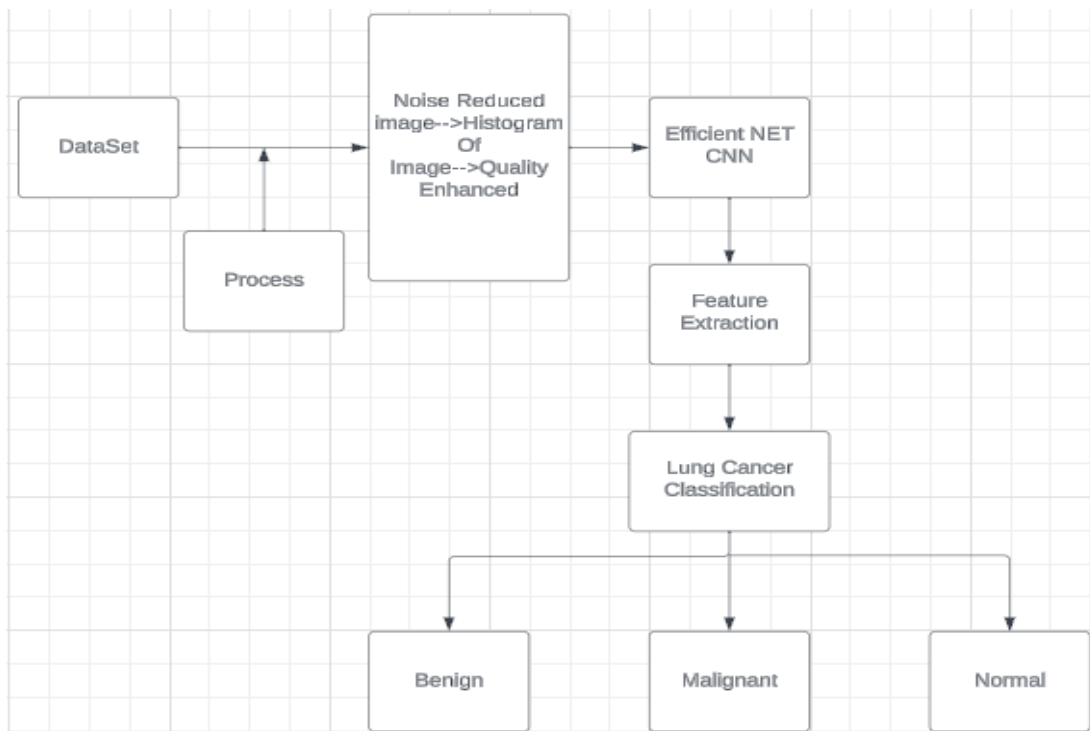 DataSet
Process
Noise Reduced
image-->Histogram
Of
Image-->Quality
Enhanced
Efficient NET
CNN
Feature
Extraction
Lung Cancer
Classification
Benign
Malignant
Normal